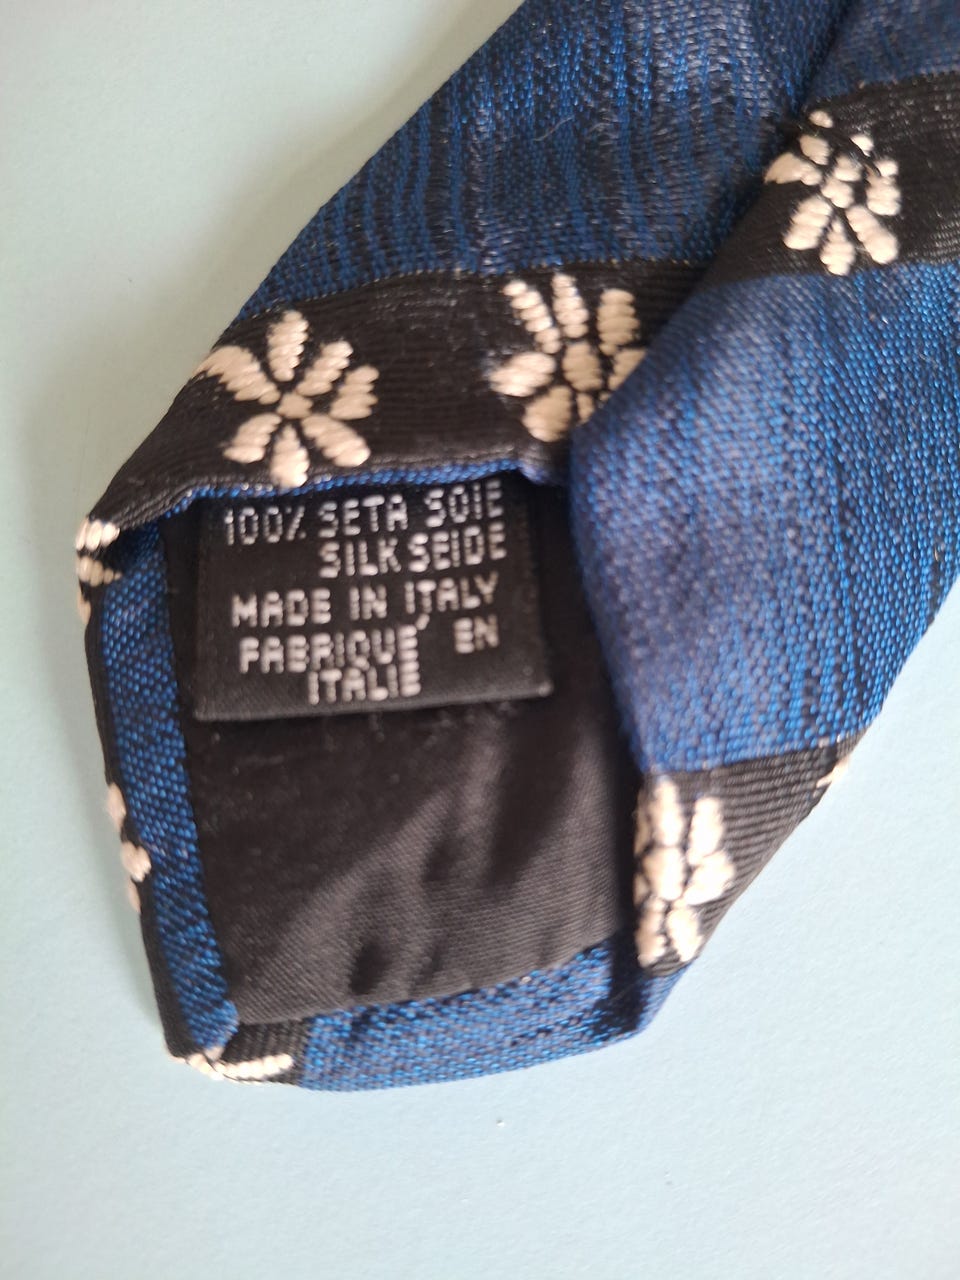 100% SETA SOIE
SILK SEIDE
MADE IN ITALY
FABRIQUÉ EN
ITALIE